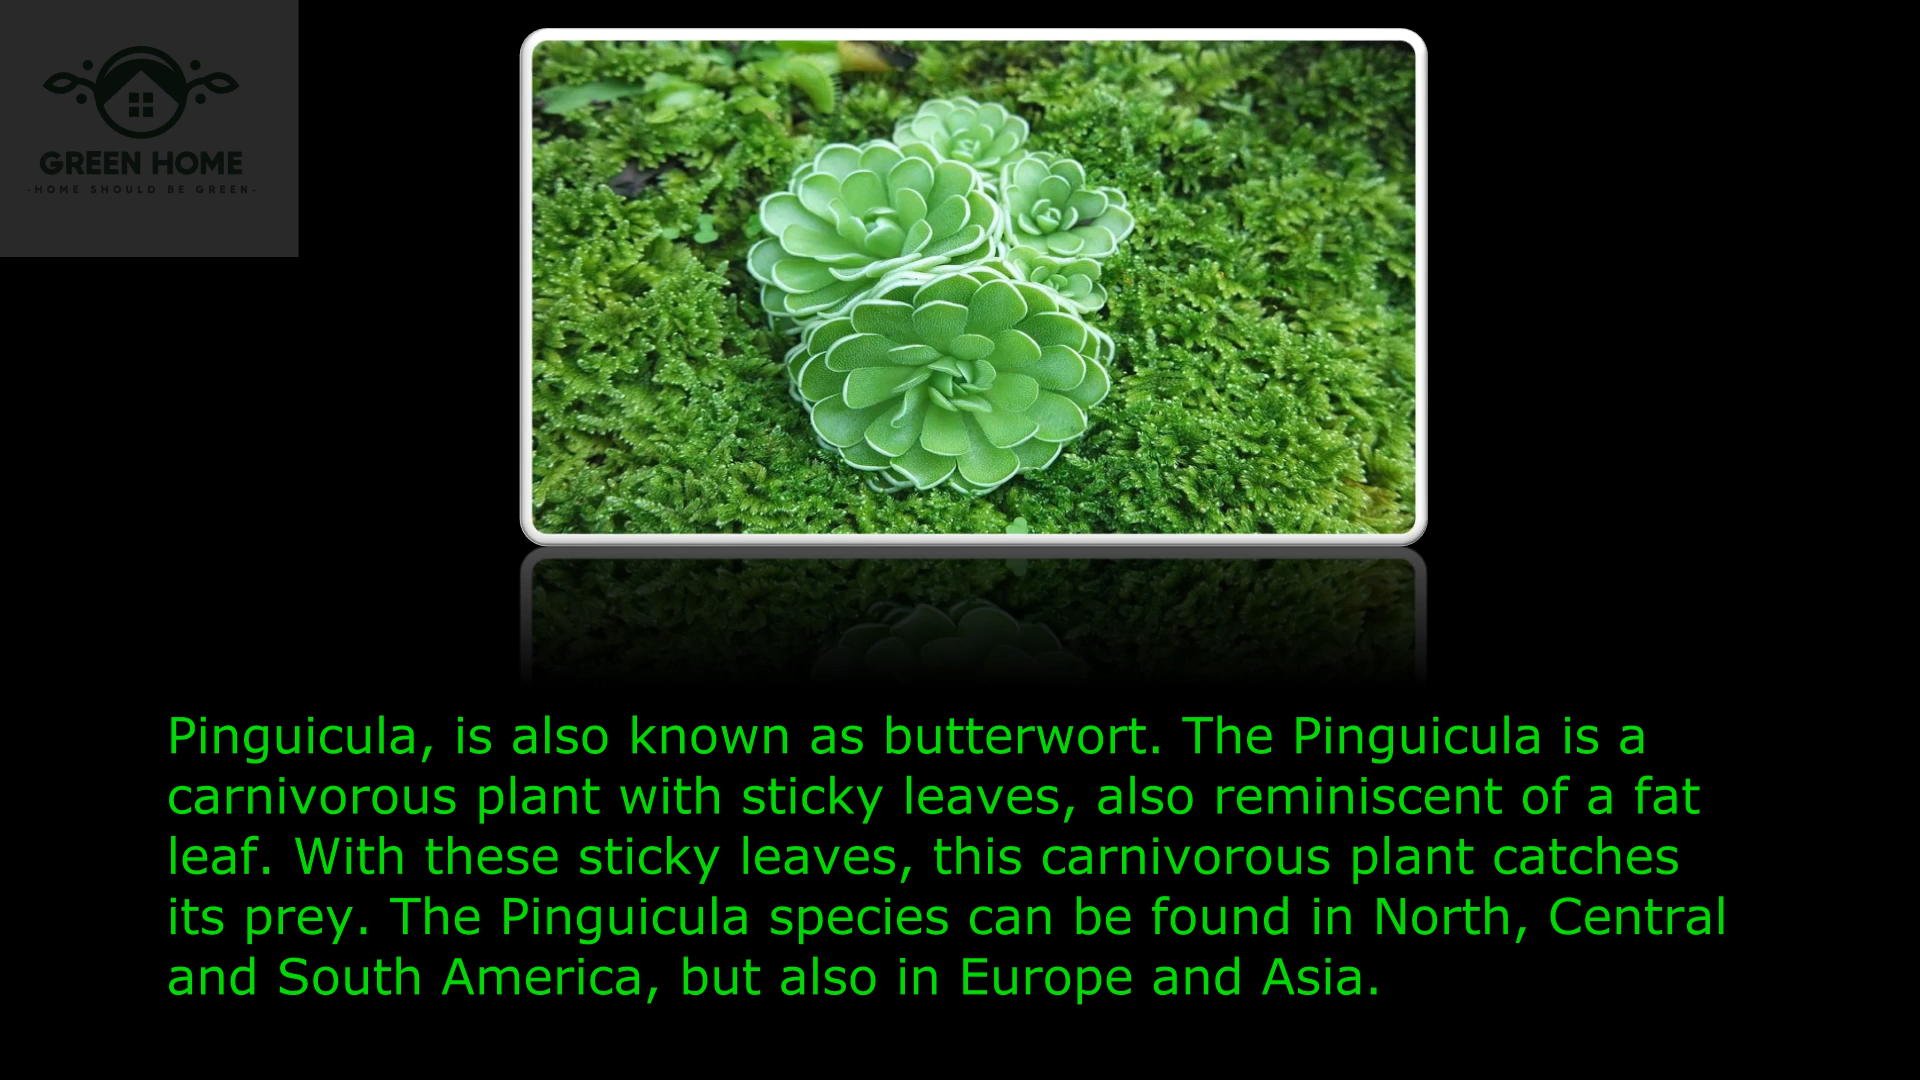 GREEN HOME
-HOME SHOULD BE GREEN-
Pinguicula, is also known as butterwort. The Pinguicula is a
carnivorous plant with sticky leaves, also reminiscent of a fat
leaf. With these sticky leaves, this carnivorous plant catches
its prey. The Pinguicula species can be found in North, Central
and South America, but also in Europe and Asia.